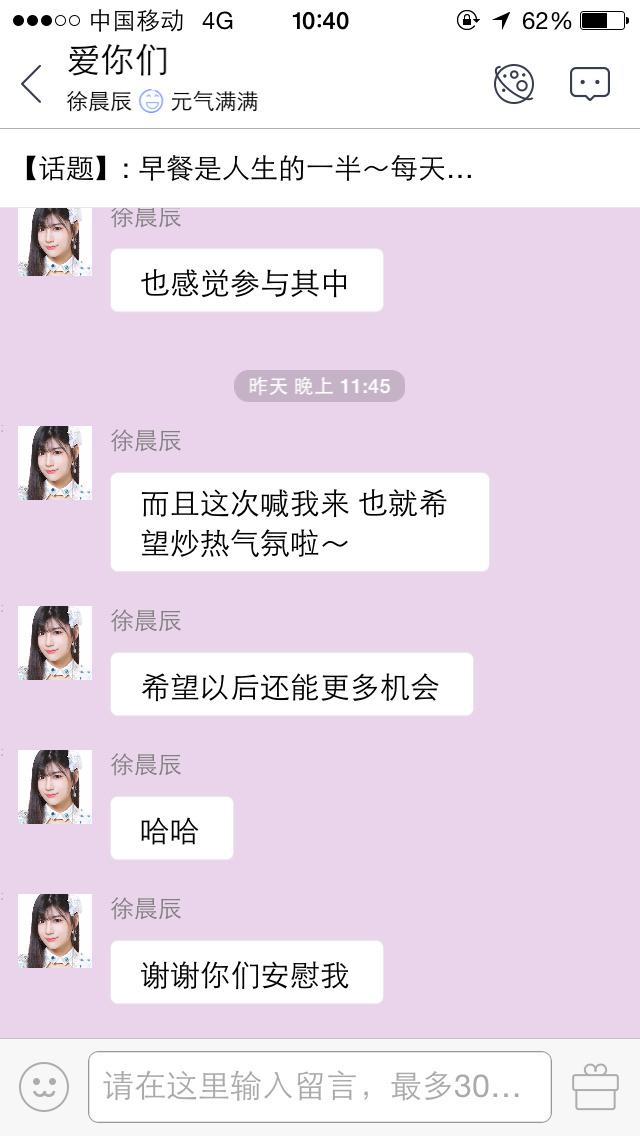 中国移动 4G 10:40 62%
爱你们
徐晨辰 元气满满
【话题】: 早餐是人生的一半～每天...
徐晨辰
也感觉参与其中
昨天 晚上 11:45
徐晨辰
而且这次喊我来 也就希
望炒热气氛啦～
徐晨辰
希望以后还能更多机会
徐晨辰
哈哈
徐晨辰
谢谢你们安慰我
请在这里输入留言，最多30...